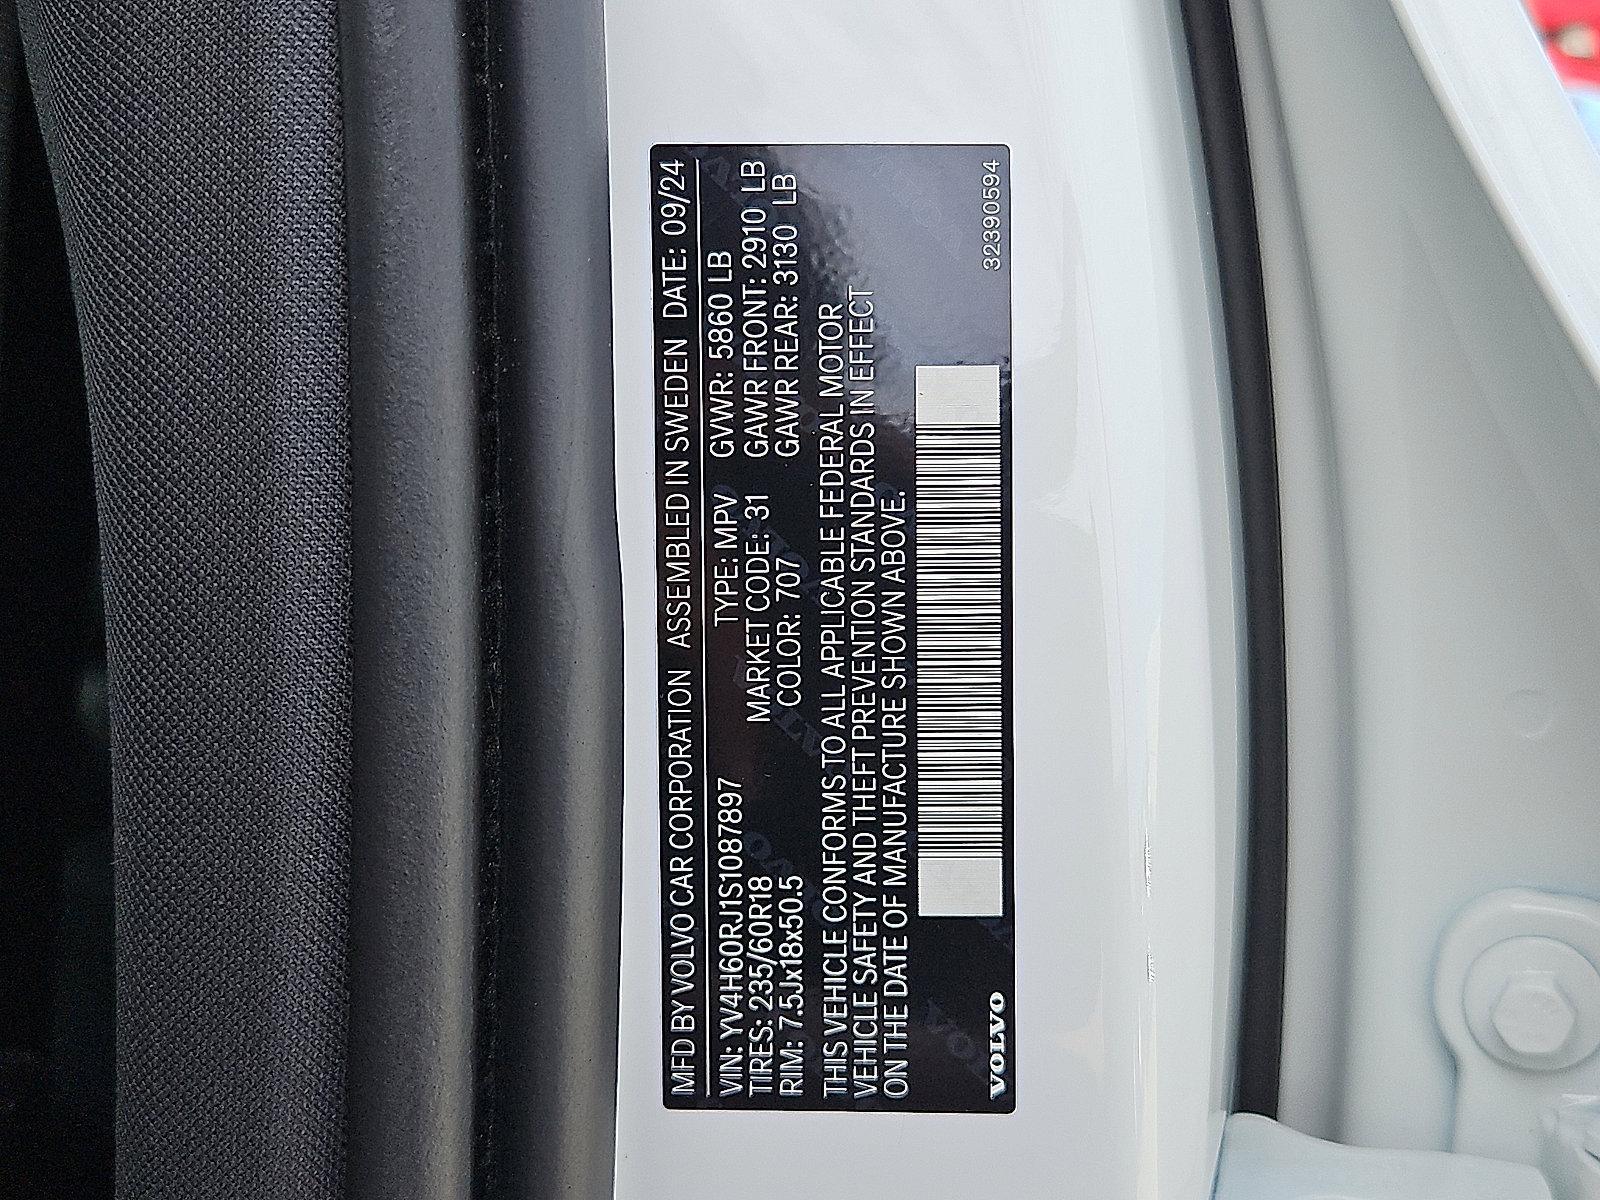 MFD BY VOLVO CAR CORPORATION ASSEMBLED IN SWEDEN DATE: 09/24
VIN: YV4H60RJ1S1087897 TYPE: MPV GVWR: 5860 LB
TIRES: 235/60R18 MARKET CODE: 31 GAWR FRONT: 2910 LB
RIM: 7.5Jx18x50.5 COLOR: 707 GAWR REAR: 3130 LB
THIS VEHICLE CONFORMS TO ALL APPLICABLE FEDERAL MOTOR
VEHICLE SAFETY AND THEFT PREVENTION STANDARDS IN EFFECT
ON THE DATE OF MANUFACTURE SHOWN ABOVE.
VOLVO 32390594